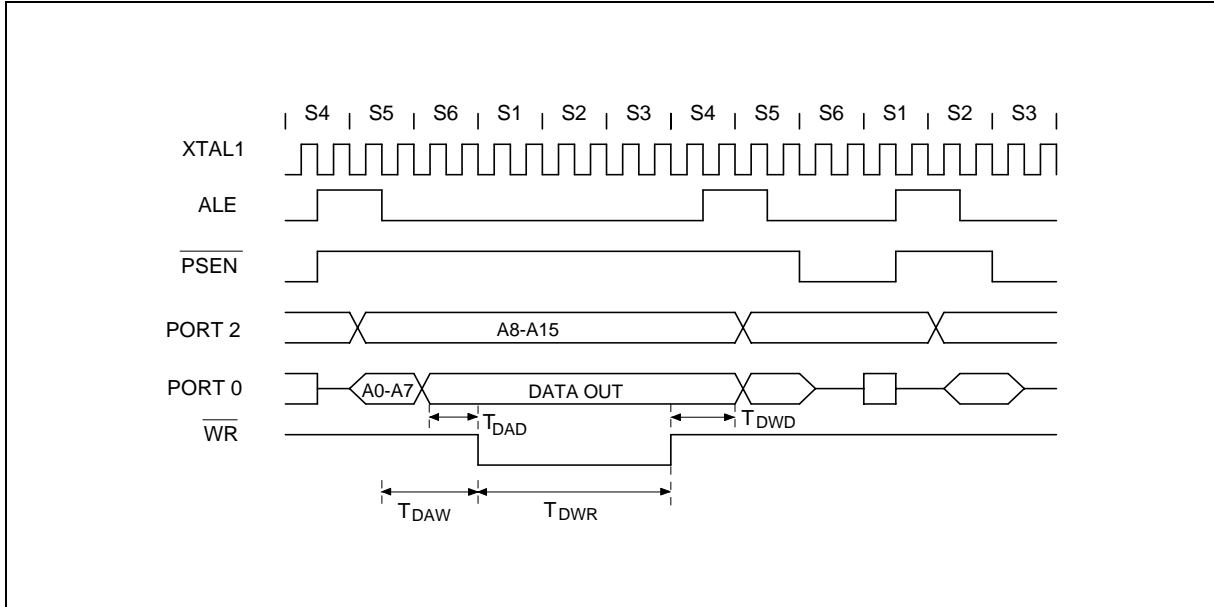 S4 S5 S6 S1 S2 S3 S4 S5 S6 S1 S2 S3
XTAL1
ALE
PSEN
PORT 2 A8-A15
PORT 0 A0-A7 DATA OUT
TDAD TDWD
WR
TDAW TDWR